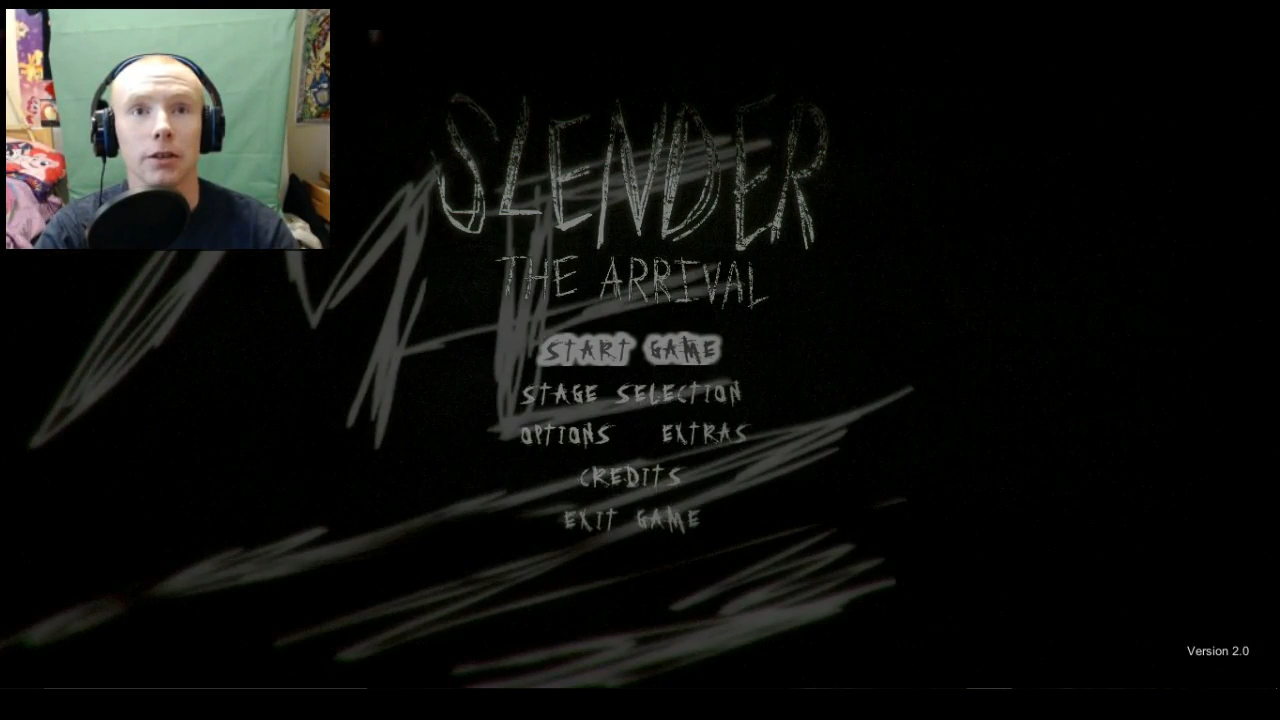 SLENDER
THE ARRIVAL
START GAME
STAGE SELECTION
OPTIONS EXTRAS
CREDITS
EXIT GAME
Version 2.0